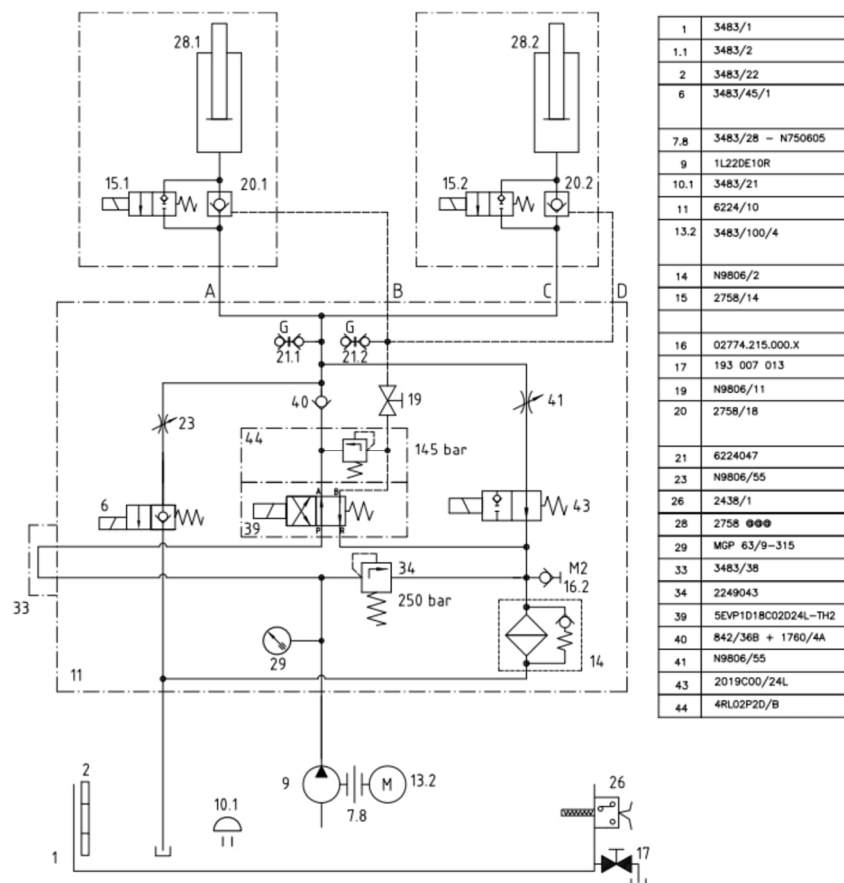 28.1
28.2
15.1
20.1
15.2
20.2
A
B
C
D
G
21.1
G
21.2
40
19
41
23
44
145 bar
6
A B
P R
39
43
33
34
250 bar
M2
16.2
29
14
11
2
9
M
13.2
7.8
10.1
26
1
17
1 3483/1
1.1 3483/2
2 3483/22
6 3483/45/1
7.8 3483/28 - N750605
9 1L22DE10R
10.1 3483/21
11 6224/10
13.2 3483/100/4
14 N9806/2
15 2758/14
16 02774.215.000.X
17 193 007 013
19 N9806/11
20 2758/18
21 6224047
23 N9806/55
26 2438/1
28 2758 @@@
29 MGP 63/9-315
33 3483/38
34 2249043
39 5EVP1D18C02D24L-TH2
40 842/36B + 1760/4A
41 N9806/55
43 2019C00/24L
44 4RL02P2D/B